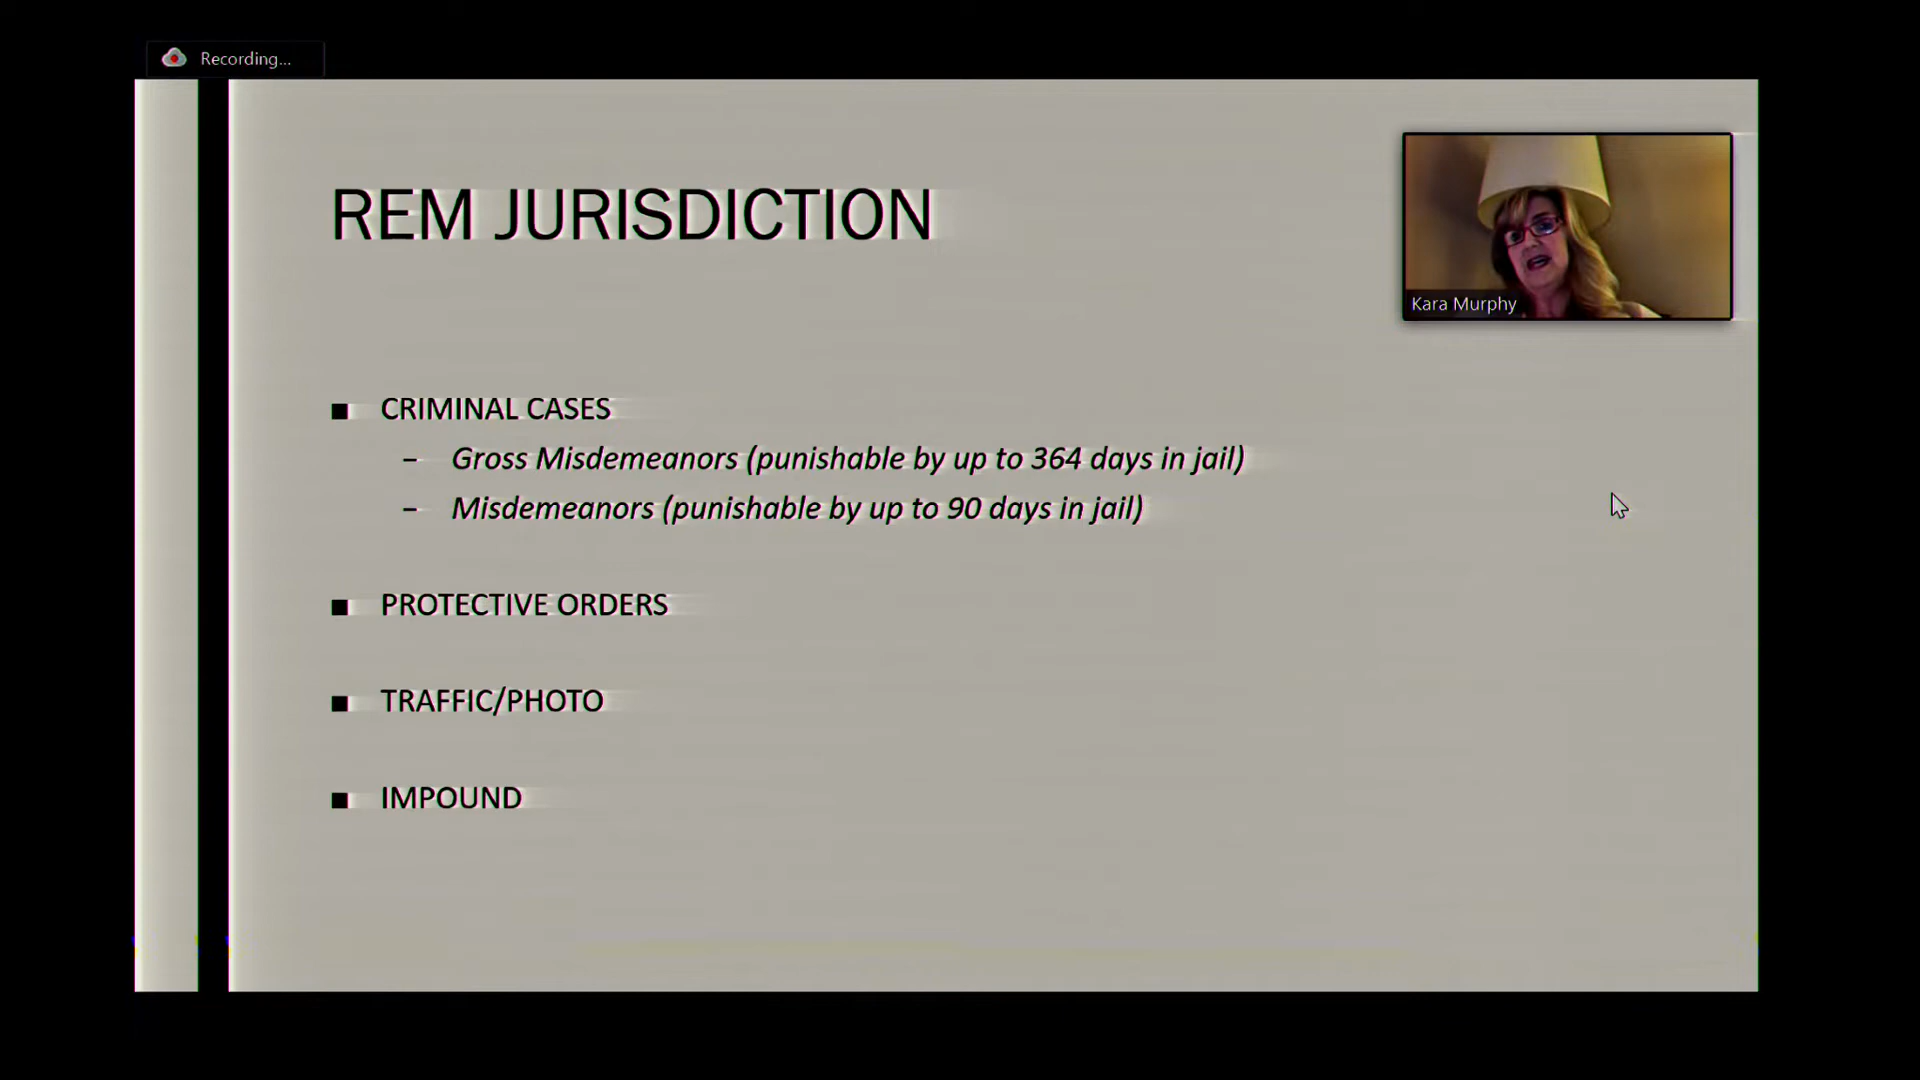 Recording...
REM JURISDICTION
Kara Murphy
■ CRIMINAL CASES
– Gross Misdemeanors (punishable by up to 364 days in jail)
– Misdemeanors (punishable by up to 90 days in jail)
■ PROTECTIVE ORDERS
■ TRAFFIC/PHOTO
■ IMPOUND